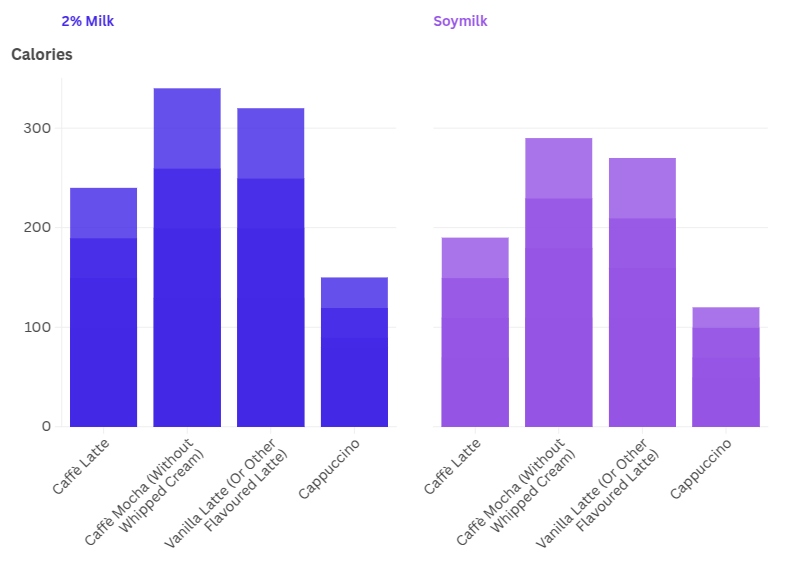 2% Milk
Soymilk
Calories
300
200
100
0
Caffè Latte
Caffè Mocha (Without
Whipped Cream)
Vanilla Latte (Or Other
Flavoured Latte)
Cappuccino
Caffè Latte
Caffè Mocha (Without
Whipped Cream)
Vanilla Latte (Or Other
Flavoured Latte)
Cappuccino